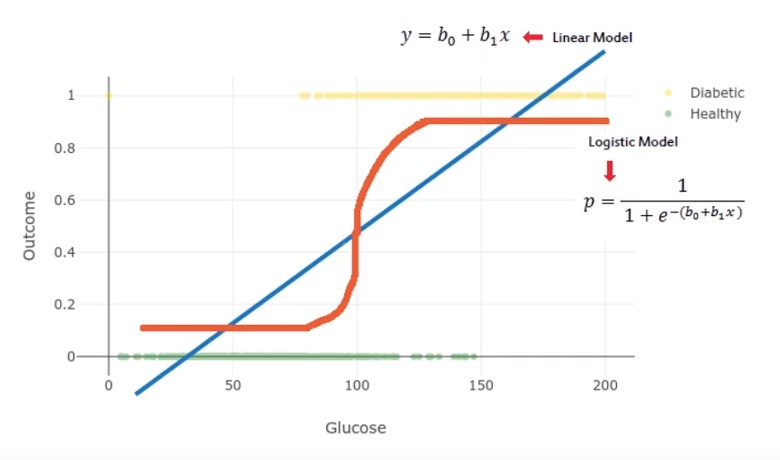 y = b₀ + b₁x Linear Model
Diabetic
Healthy
Logistic Model
p = 1 / (1 + e^−(b₀+b₁x))
Outcome
1
0.8
0.6
0.4
0.2
0
0 50 100 150 200
Glucose